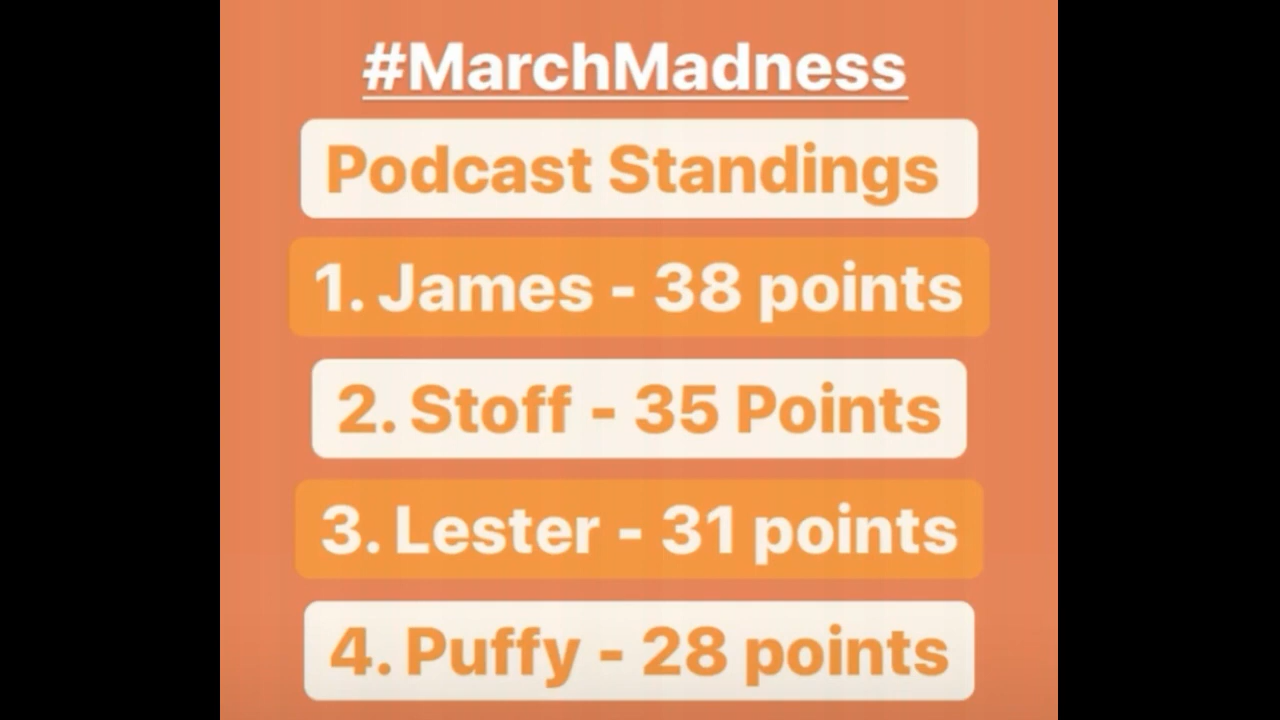 #MarchMadness
Podcast Standings
1. James - 38 points
2. Stoff - 35 Points
3. Lester - 31 points
4. Puffy - 28 points